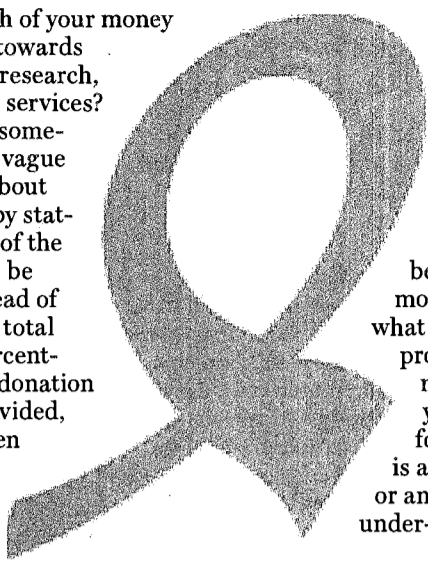 h of your money
towards
research,
services?
some-
vague
bout
by stat-
of the
be
ead of
total
rcent-
donation
vided,
en
be
mo
what
pro
n
y
fo
is a
or an
under-